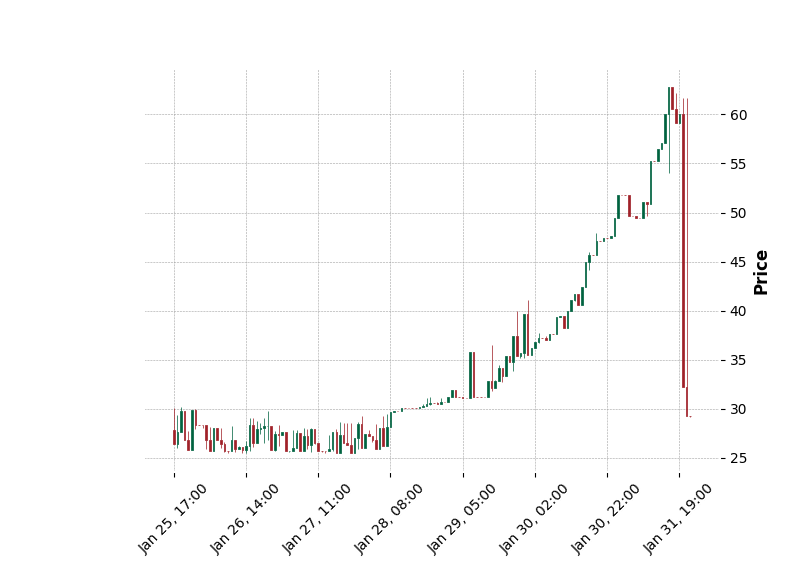 60
55
50
45
40
35
30
25
Price
Jan 25, 17:00
Jan 26, 14:00
Jan 27, 11:00
Jan 28, 08:00
Jan 29, 05:00
Jan 30, 02:00
Jan 30, 22:00
Jan 31, 19:00